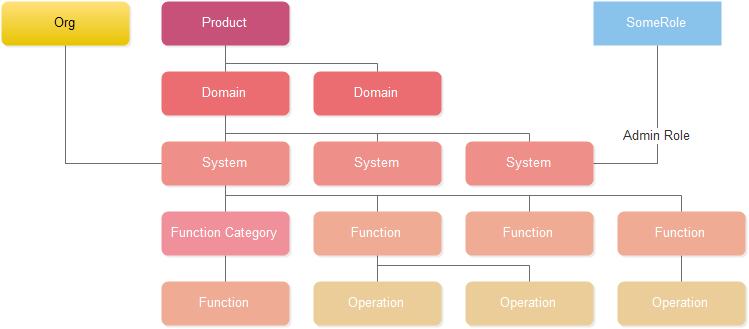 Org
Product
SomeRole
Domain
Domain
Admin Role
System
System
System
Function Category
Function
Function
Function
Function
Operation
Operation
Operation